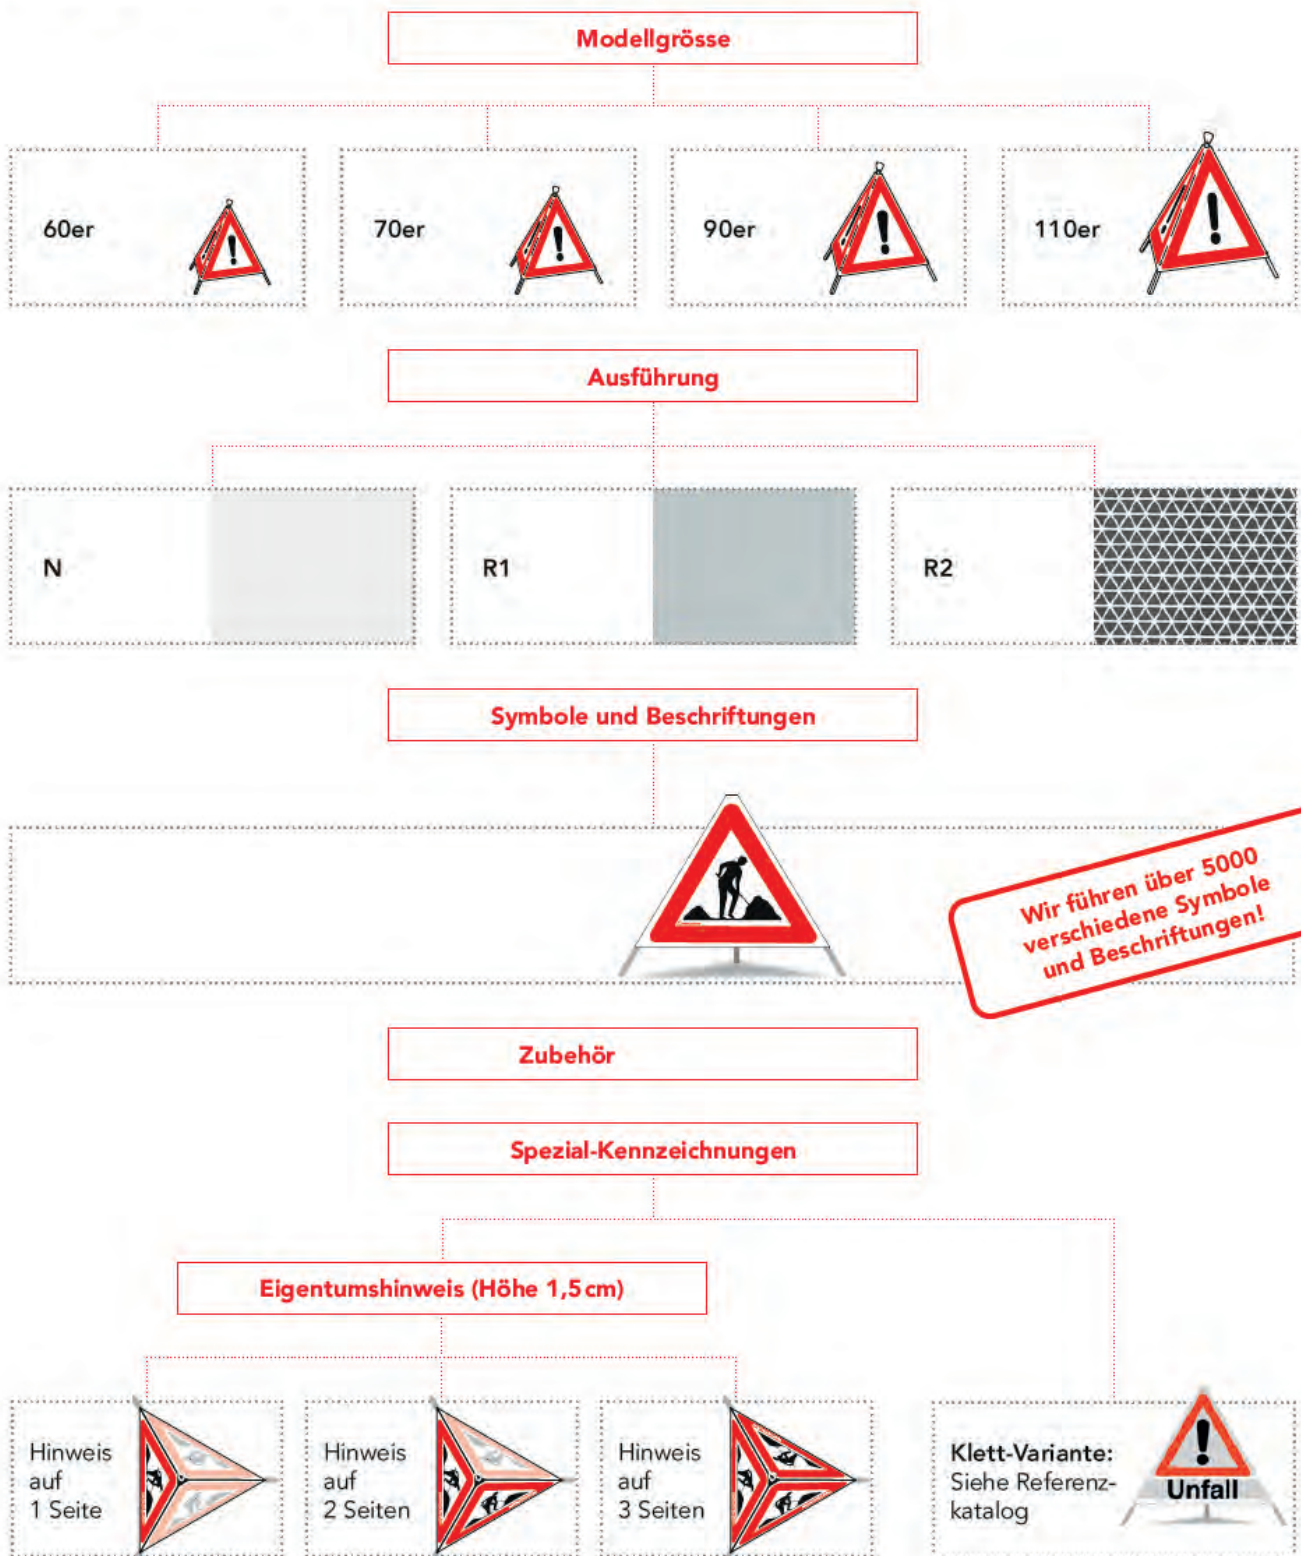 Modellgrösse
60er
70er
90er
110er
Ausführung
N
R1
R2
Symbole und Beschriftungen
Wir führen über 5000
verschiedene Symbole
und Beschriftungen!
Zubehör
Spezial-Kennzeichnungen
Eigentumshinweis (Höhe 1,5 cm)
Hinweis
auf
1 Seite
Hinweis
auf
2 Seiten
Hinweis
auf
3 Seiten
Klett-Variante:
Siehe Referenz-
katalog
Unfall